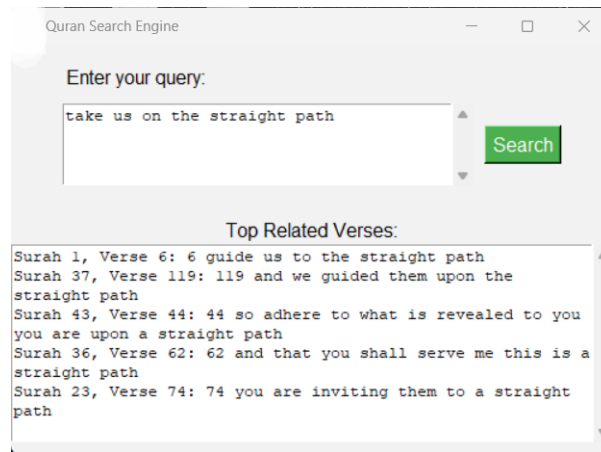 Quran Search Engine
Enter your query:
take us on the straight path
Search
Top Related Verses:
Surah 1, Verse 6: 6 guide us to the straight path
Surah 37, Verse 119: 119 and we guided them upon the
straight path
Surah 43, Verse 44: 44 so adhere to what is revealed to you
you are upon a straight path
Surah 36, Verse 62: 62 and that you shall serve me this is a
straight path
Surah 23, Verse 74: 74 you are inviting them to a straight
path